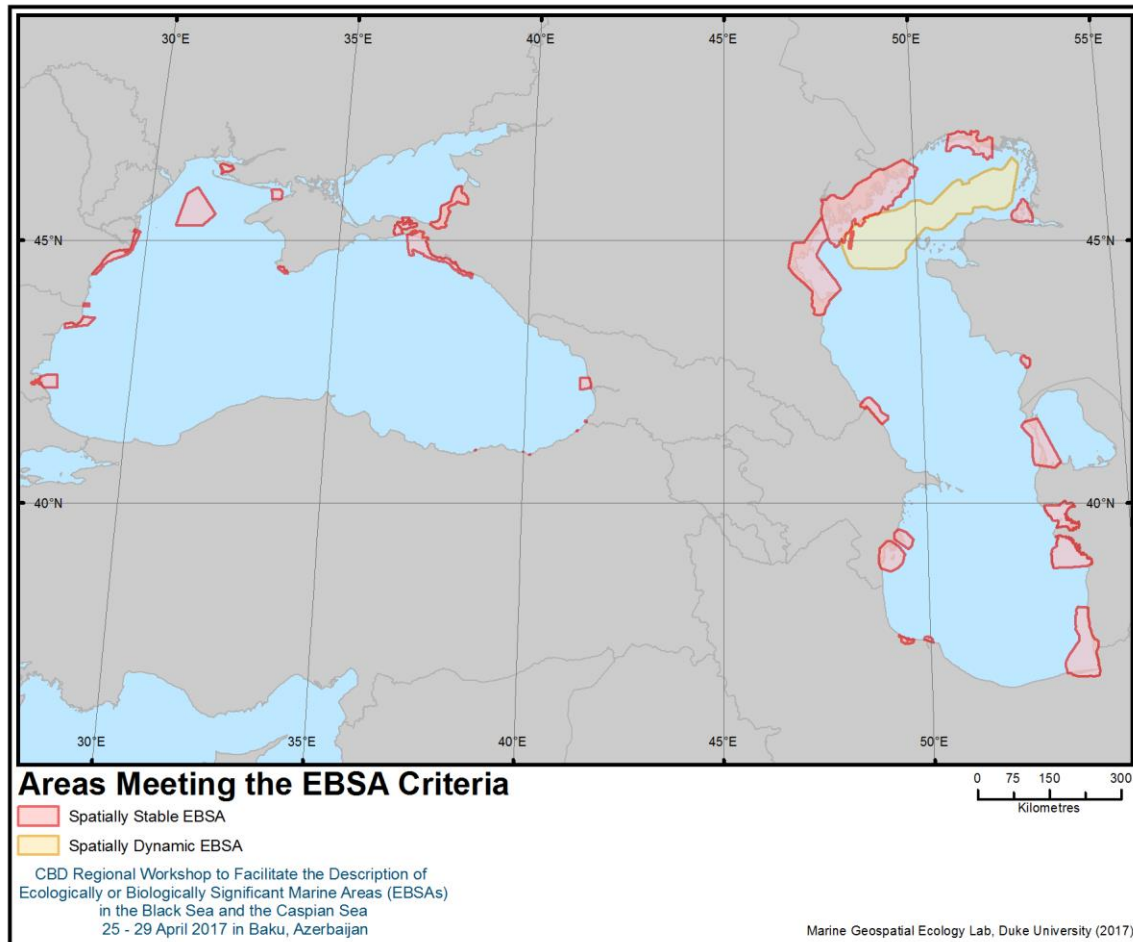 30°E 35°E 40°E 45°E 50°E 55°E
45°N 45°N
40°N 40°N
30°E 35°E 40°E 45°E 50°E
Areas Meeting the EBSA Criteria
0 75 150 300
Kilometres
Spatially Stable EBSA
Spatially Dynamic EBSA
CBD Regional Workshop to Facilitate the Description of
Ecologically or Biologically Significant Marine Areas (EBSAs)
in the Black Sea and the Caspian Sea
25 - 29 April 2017 in Baku, Azerbaijan
Marine Geospatial Ecology Lab, Duke University (2017)